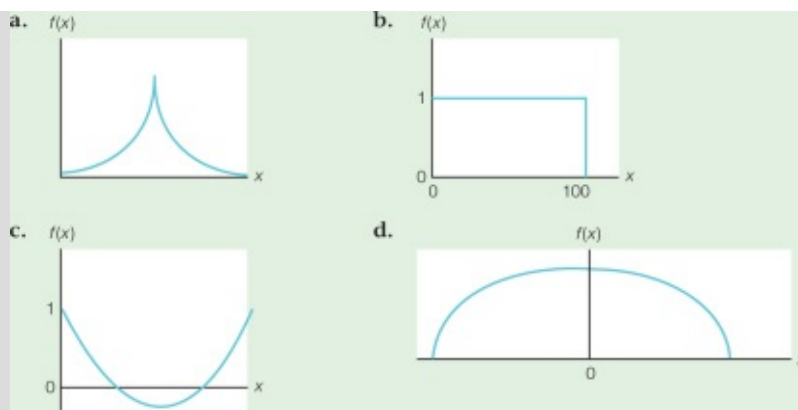 a. f(x)
x
b. f(x)
1
0
0 100 x
c. f(x)
1
0 x
d. f(x)
0